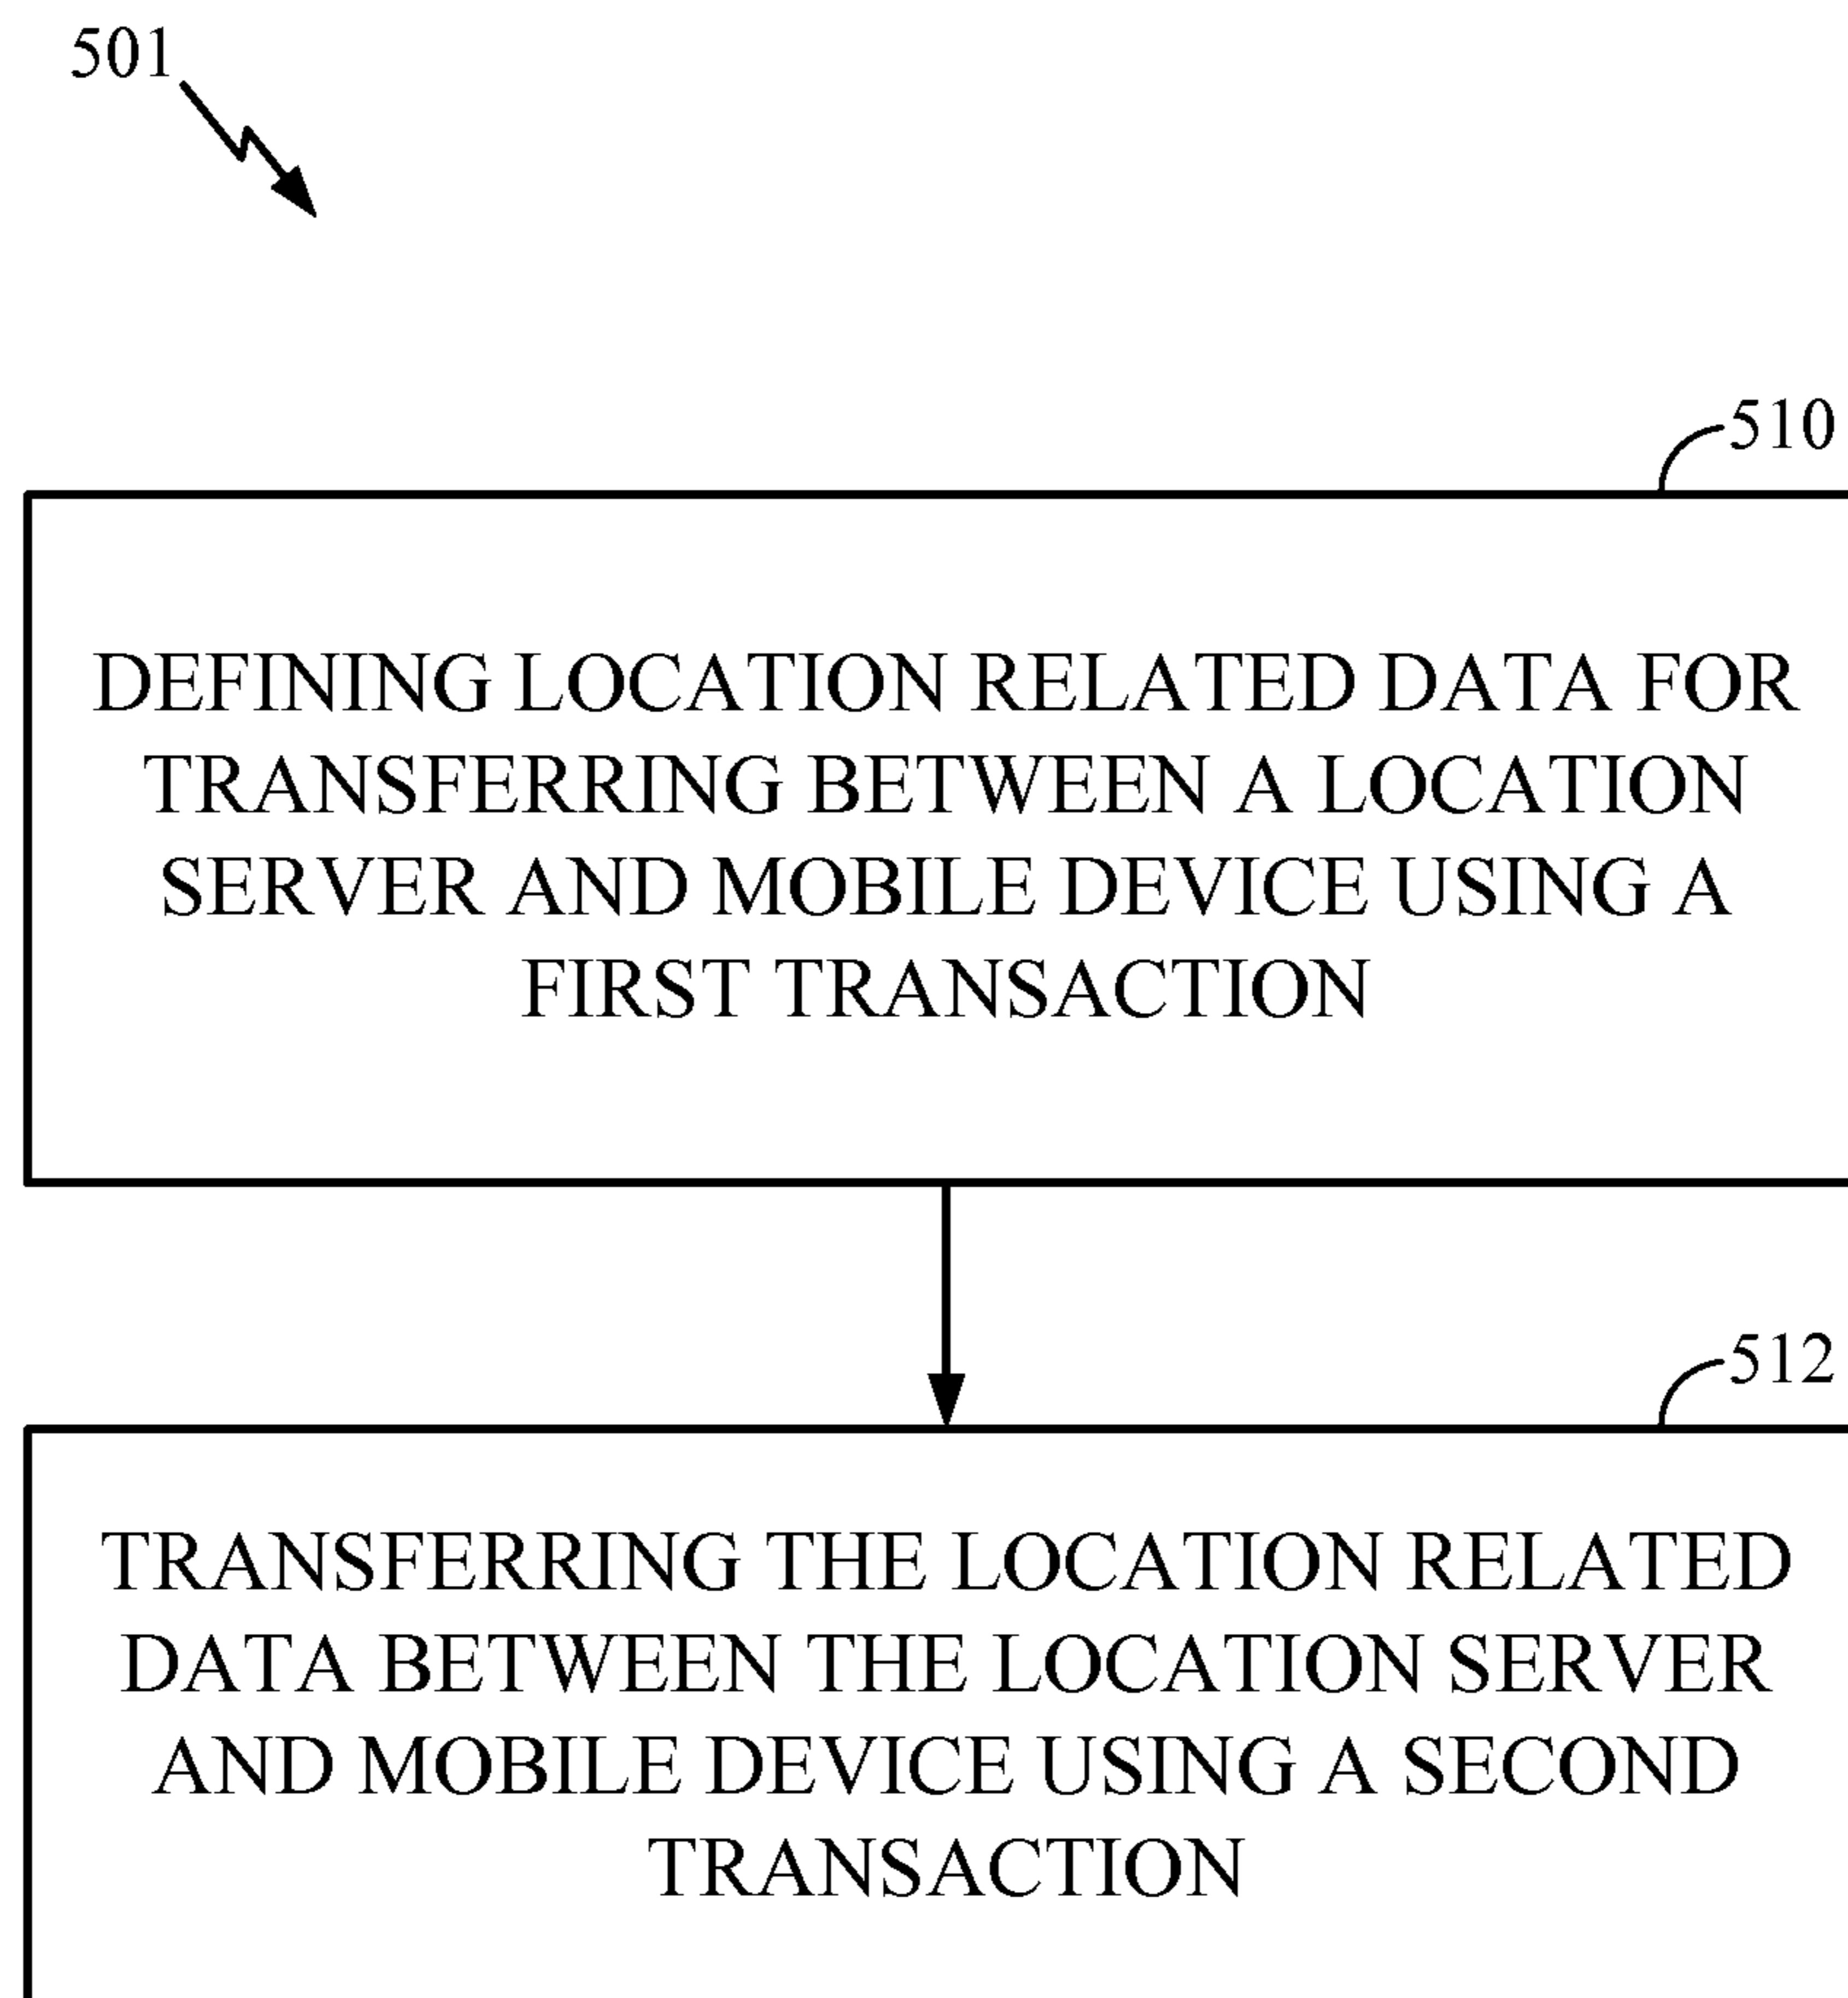 501
510
DEFINING LOCATION RELATED DATA FOR
TRANSFERRING BETWEEN A LOCATION
SERVER AND MOBILE DEVICE USING A
FIRST TRANSACTION
512
TRANSFERRING THE LOCATION RELATED
DATA BETWEEN THE LOCATION SERVER
AND MOBILE DEVICE USING A SECOND
TRANSACTION